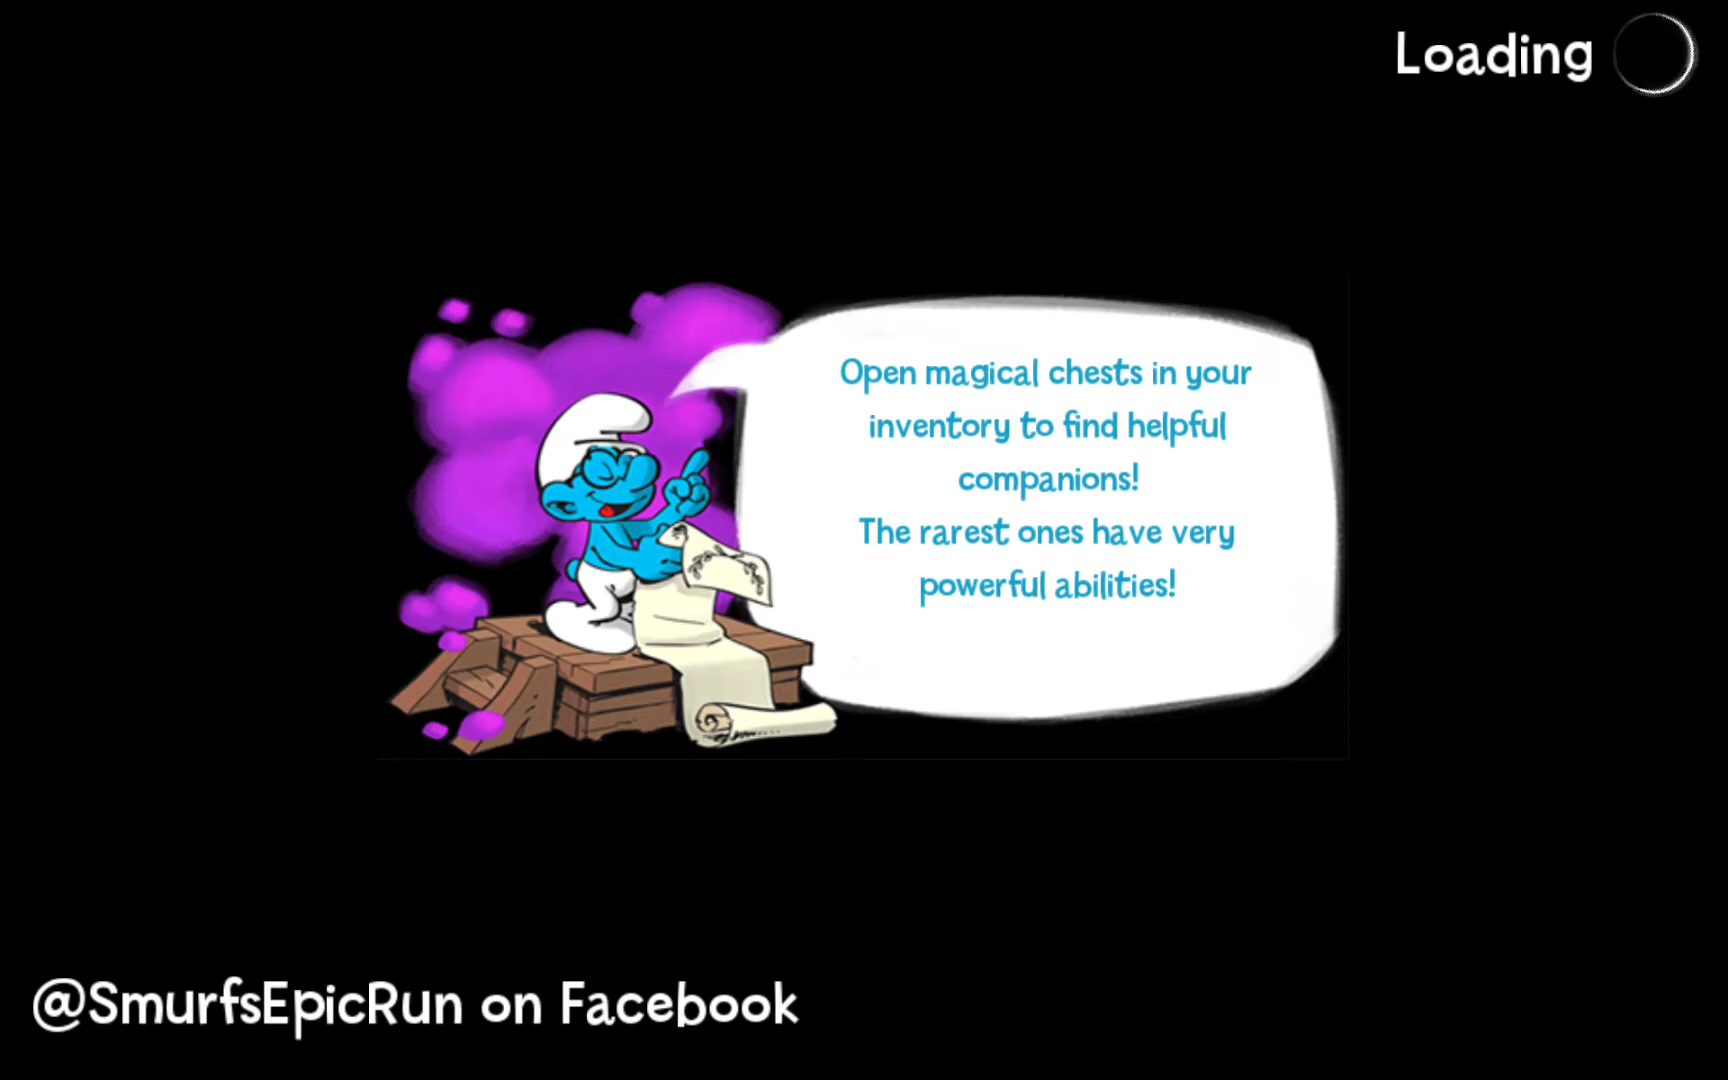 Loading
Open magical chests in your
inventory to find helpful
companions!
The rarest ones have very
powerful abilities!
@SmurfsEpicRun on Facebook